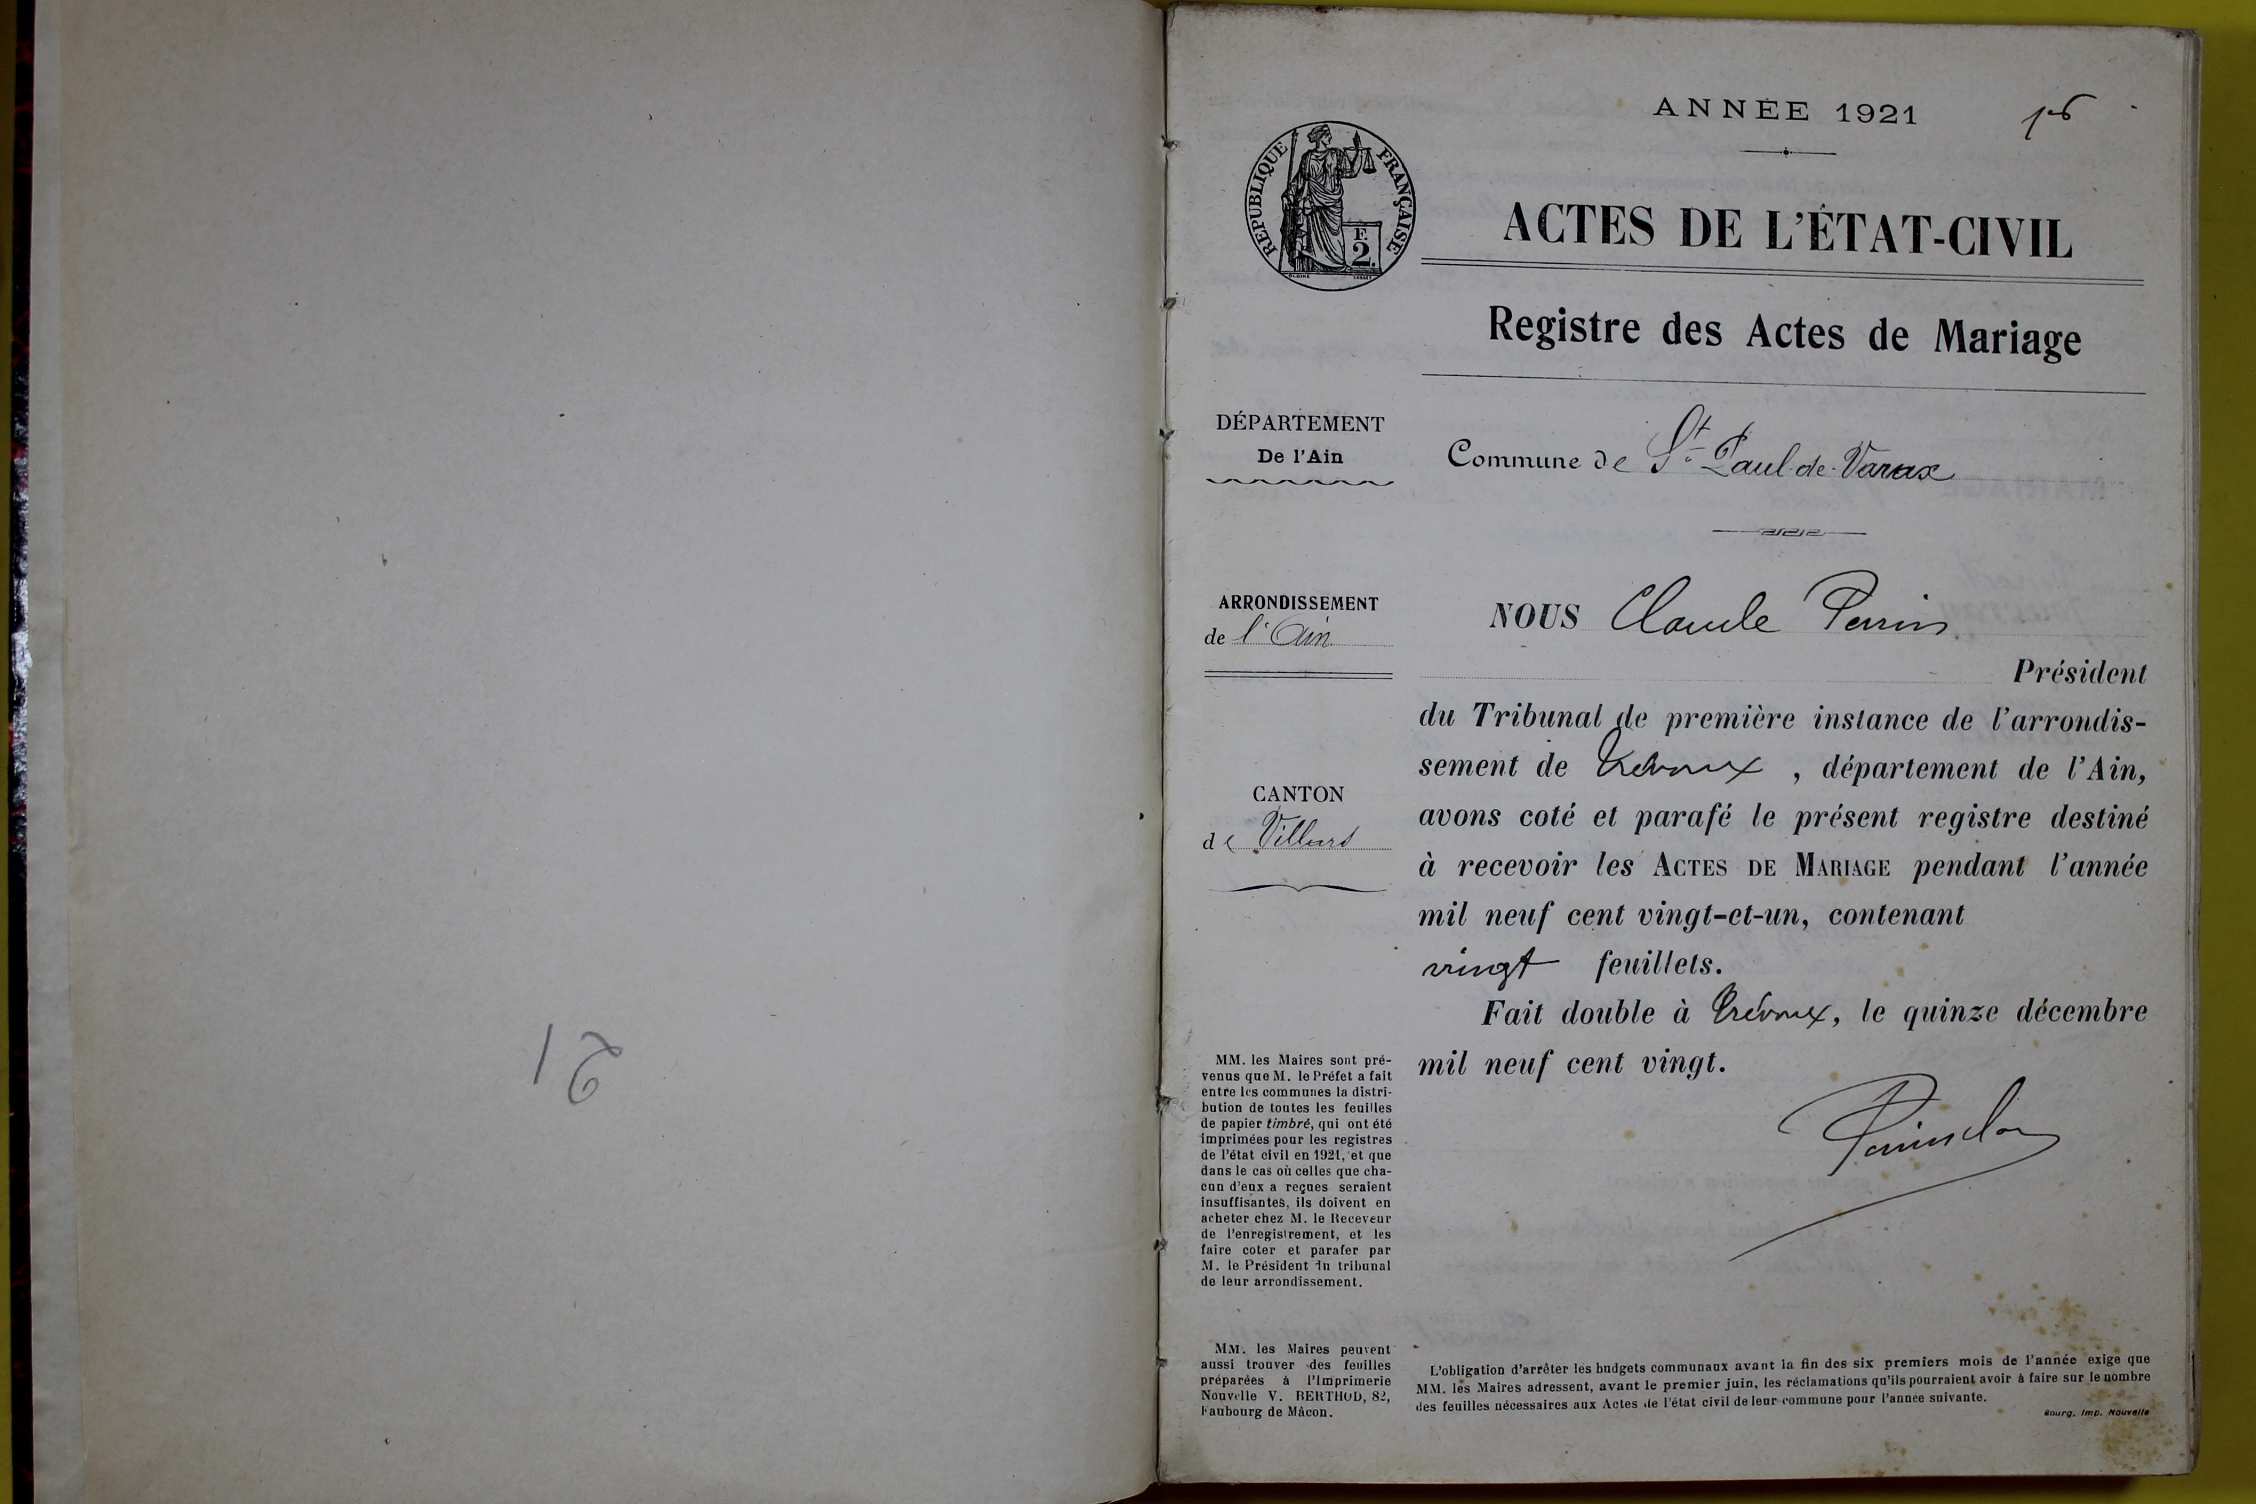 21
ANNÉE 1921
RÉPUBLIQUE FRANÇAISE
F.
2.
ACTES DE L'ÉTAT-CIVIL
Registre des Actes de Mariage
DÉPARTEMENT
De l'Ain
Commune de St Paul-de-Varax
ARRONDISSEMENT
de l'Ain
CANTON
de Villars
NOUS Claude Perrin
Président
du Tribunal de première instance de l'arrondis-
sement de Trévoux, département de l'Ain,
avons coté et parafé le présent registre destiné
à recevoir les ACTES DE MARIAGE pendant l'année
mil neuf cent vingt-et-un, contenant
vingt feuillets.
Fait double à Trévoux, le quinze décembre
mil neuf cent vingt.
MM. les Maires sont pré-
venus que M. le Préfet a fait
entre les communes la distri-
bution de toutes les feuilles
de papier timbré, qui ont été
imprimées pour les registres
de l'état civil en 1921, et que
dans le cas où celles que cha-
cun d'eux a reçues seraient
insuffisantes, ils doivent en
acheter chez M. le Receveur
de l'enregistrement, et les
faire coter et parafer par
M. le Président du tribunal
de leur arrondissement.
MM. les Maires peuvent
aussi trouver des feuilles
préparées à l'Imprimerie
Nouvelle V. BERTHOD, 82,
Faubourg de Mâcon.
L'obligation d'arrêter les budgets communaux avant la fin des six premiers mois de l'année exige que
MM. les Maires adressent, avant le premier juin, les réclamations qu'ils pourraient avoir à faire sur le nombre
des feuilles nécessaires aux Actes de l'état civil de leur commune pour l'année suivante.
Bourg, Imp. Nouvelle